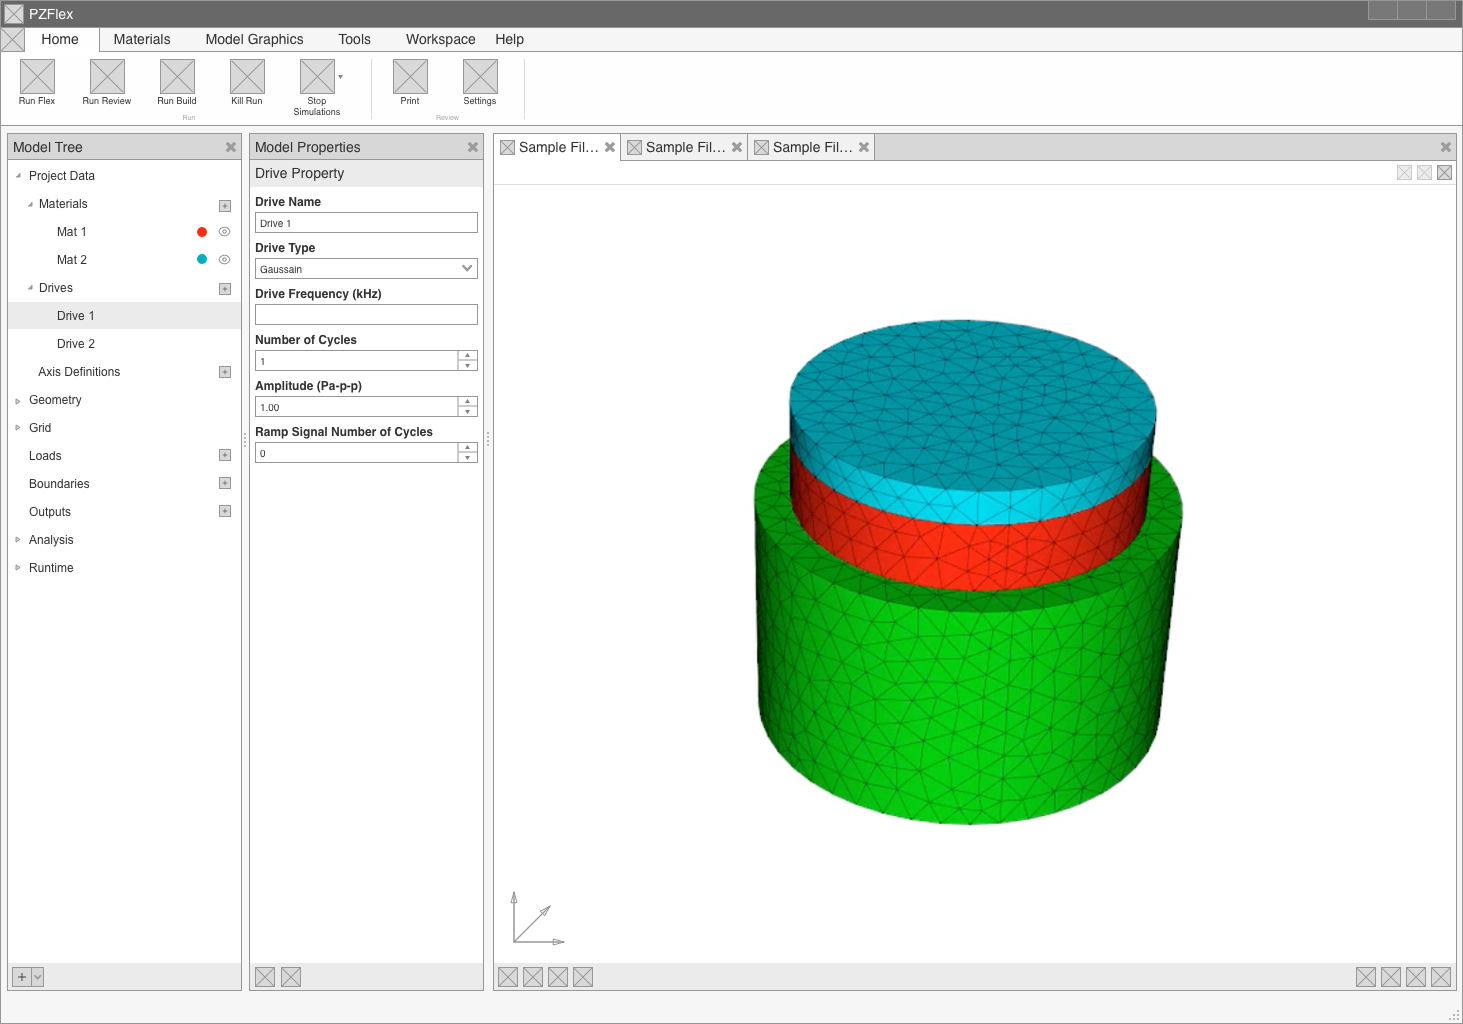 PZFlex
Home Materials Model Graphics Tools Workspace Help
Run Flex Run Review Run Build Kill Run Stop Simulations Print Settings
Run Review
Model Tree
Project Data
Materials
Mat 1
Mat 2
Drives
Drive 1
Drive 2
Axis Definitions
Geometry
Grid
Loads
Boundaries
Outputs
Analysis
Runtime
Model Properties
Drive Property
Drive Name
Drive 1
Drive Type
Gaussain
Drive Frequency (kHz)
Number of Cycles
1
Amplitude (Pa-p-p)
1.00
Ramp Signal Number of Cycles
0
Sample Fil... Sample Fil... Sample Fil...